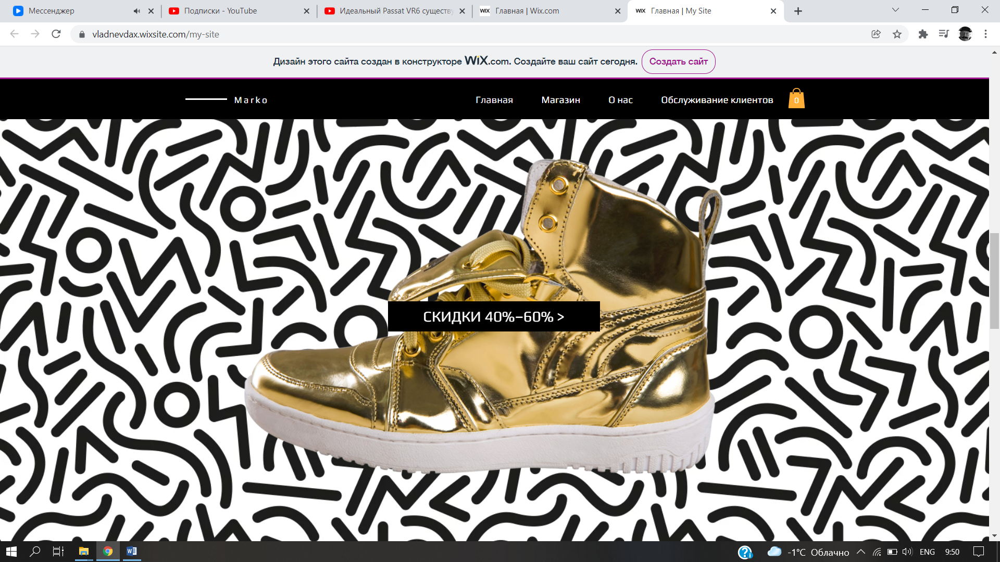 Мессенджер
Подписки - YouTube
Идеальный Passat VR6 существу
WIX Главная | Wix.com
WIX Главная | My Site
vladnevdax.wixsite.com/my-site
Дизайн этого сайта создан в конструкторе WiX.com. Создайте ваш сайт сегодня. Создать сайт
Marko Главная Магазин О нас Обслуживание клиентов 0
СКИДКИ 40%–60% >
-1°C Облачно ENG 9:50